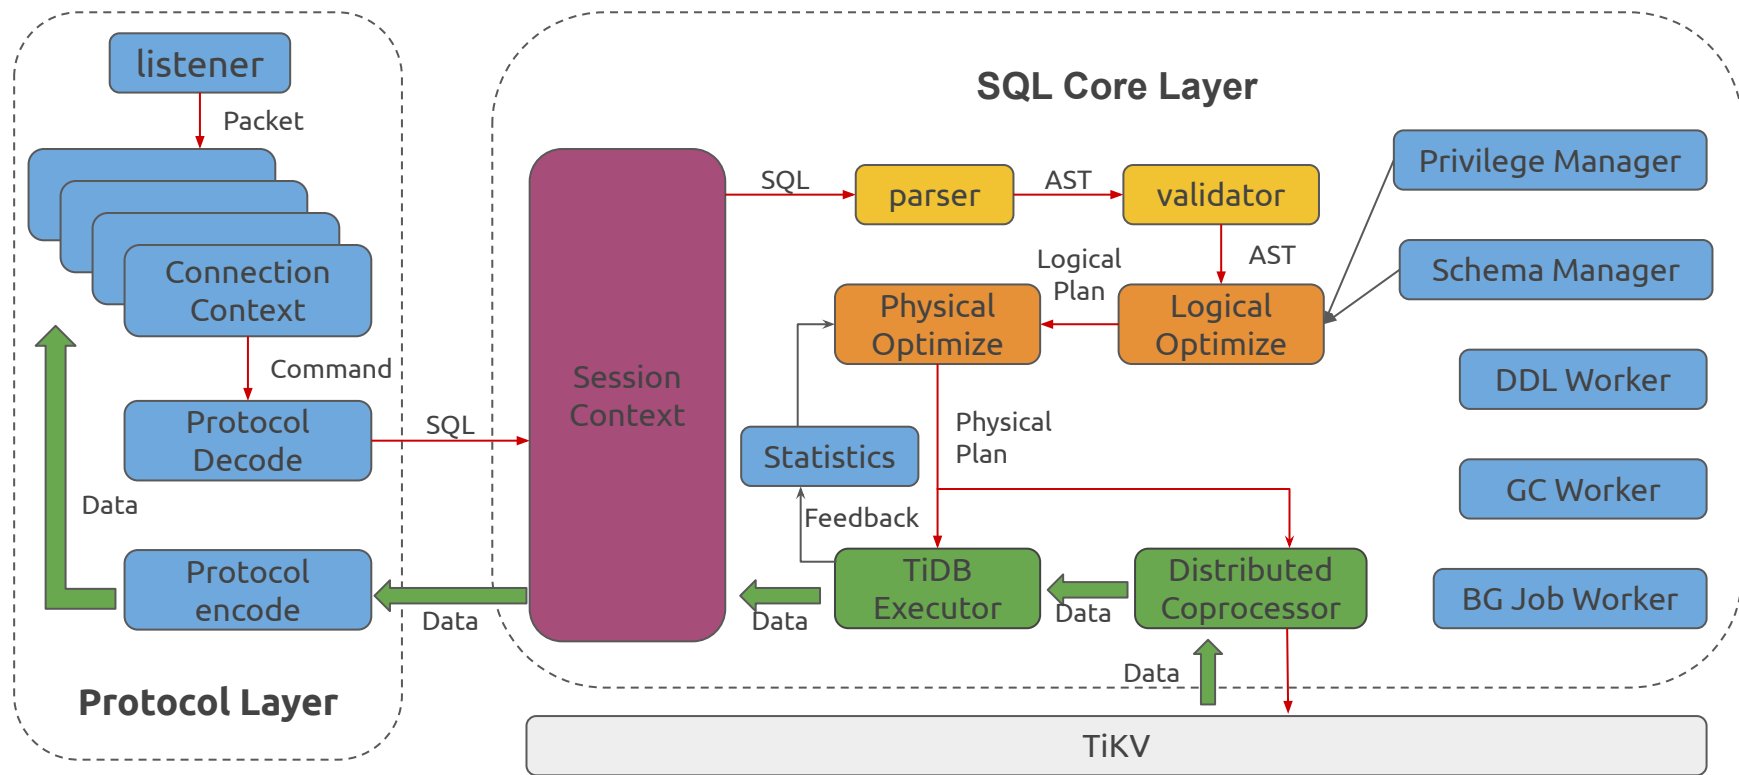 listener
Packet
Connection
Context
Command
Protocol
Decode
SQL
Data
Protocol
encode
Data
Protocol Layer
SQL Core Layer
Session
Context
SQL
parser
AST
validator
AST
Privilege Manager
Schema Manager
Logical
Plan
Physical
Optimize
Logical
Optimize
DDL Worker
Physical
Plan
Statistics
GC Worker
Feedback
TiDB
Executor
Distributed
Coprocessor
BG Job Worker
Data
Data
Data
TiKV